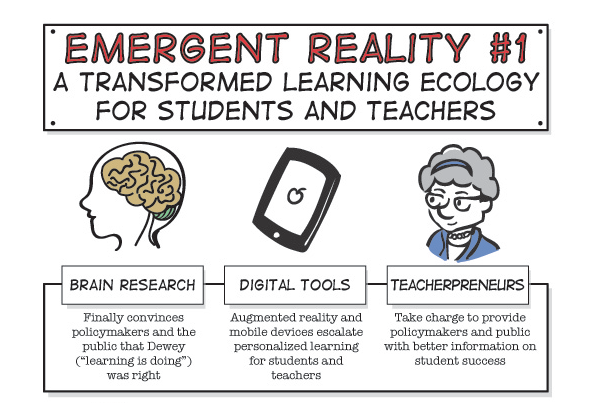 EMERGENT REALITY #1
A TRANSFORMED LEARNING ECOLOGY
FOR STUDENTS AND TEACHERS
BRAIN RESEARCH
Finally convinces
policymakers and the
public that Dewey
(“learning is doing”)
was right
DIGITAL TOOLS
Augmented reality and
mobile devices escalate
personalized learning
for students and
teachers
TEACHERPRENEURS
Take charge to provide
policymakers and public
with better information on
student success